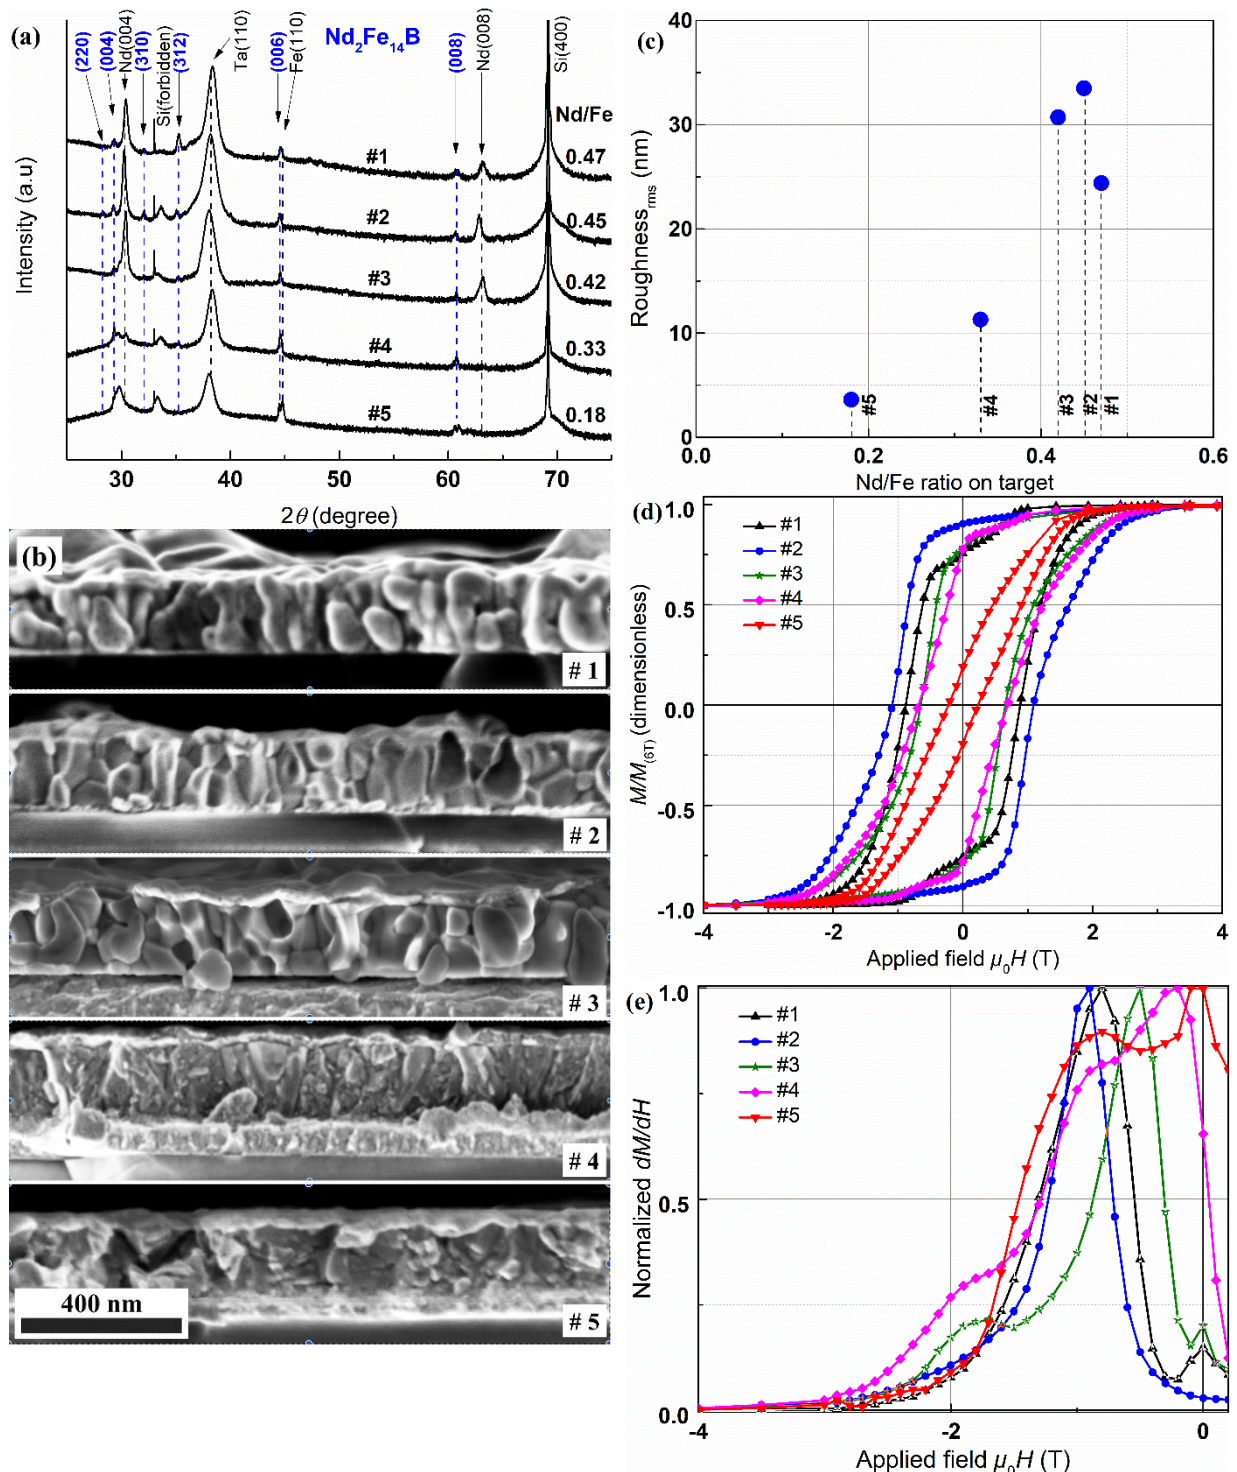 (a)
Nd2Fe14B
(220)
(004)
Nd(004)
(310)
Si(forbidden)
(312)
Ta(110)
(006)
Fe(110)
(008)
Nd(008)
Si(400)
Nd/Fe
#1 0.47
#2 0.45
#3 0.42
#4 0.33
#5 0.18
Intensity (a.u)
30 40 50 60 70
2θ (degree)
(b)
# 1
# 2
# 3
# 4
400 nm
# 5
(c)
40
30
20
10
0
Roughness rms (nm)
#5 #4 #3 #2 #1
0.0 0.2 0.4 0.6
Nd/Fe ratio on target
(d)
1.0
0.5
0.0
-0.5
-1.0
M/M(6T) (dimensionless)
#1
#2
#3
#4
#5
-4 -2 0 2 4
Applied field μ0H (T)
(e)
1.0
0.5
0.0
Normalized dM/dH
#1
#2
#3
#4
#5
-4 -2 0
Applied field μ0H (T)